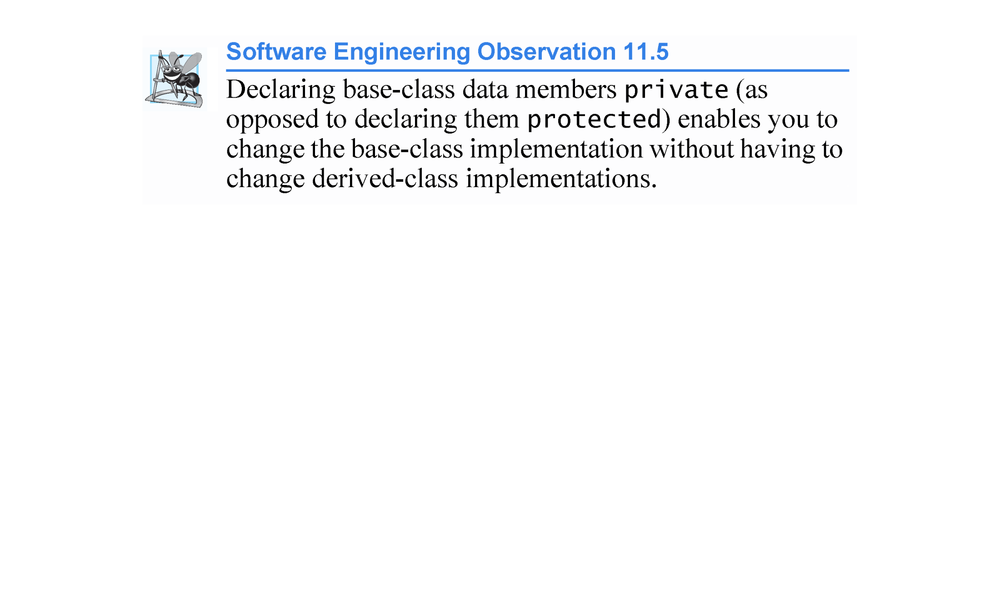 Software Engineering Observation 11.5
Declaring base-class data members private (as
opposed to declaring them protected) enables you to
change the base-class implementation without having to
change derived-class implementations.